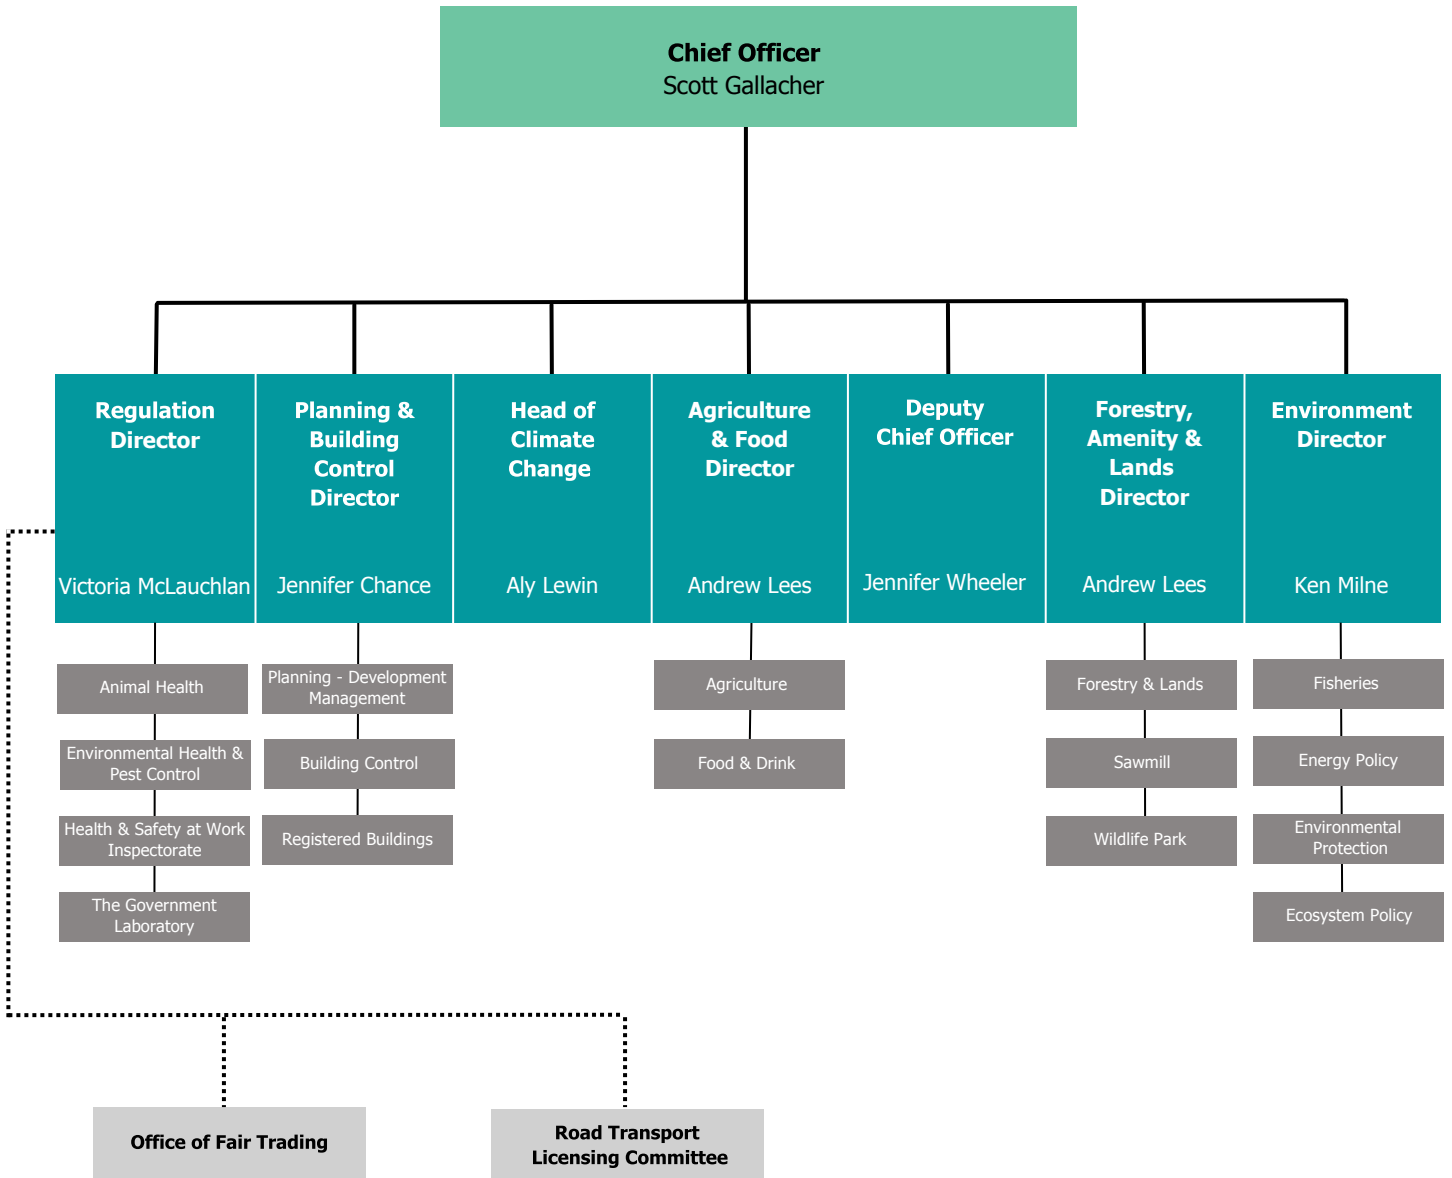 Chief Officer
Scott Gallacher
Regulation
Director
Victoria McLauchlan
Planning &
Building
Control
Director
Jennifer Chance
Head of
Climate
Change
Aly Lewin
Agriculture
& Food
Director
Andrew Lees
Deputy
Chief Officer
Jennifer Wheeler
Forestry,
Amenity &
Lands
Director
Andrew Lees
Environment
Director
Ken Milne
Animal Health
Environmental Health &
Pest Control
Health & Safety at Work
Inspectorate
The Government
Laboratory
Planning - Development
Management
Building Control
Registered Buildings
Agriculture
Food & Drink
Forestry & Lands
Sawmill
Wildlife Park
Fisheries
Energy Policy
Environmental
Protection
Ecosystem Policy
Office of Fair Trading
Road Transport
Licensing Committee